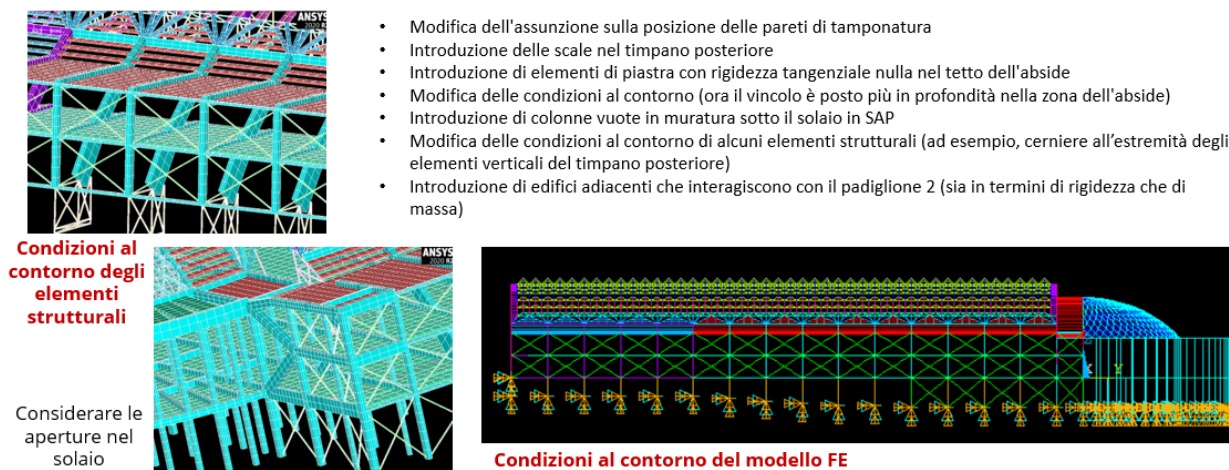 ANSYS
2020 R2
• Modifica dell'assunzione sulla posizione delle pareti di tamponatura
• Introduzione delle scale nel timpano posteriore
• Introduzione di elementi di piastra con rigidezza tangenziale nulla nel tetto dell'abside
• Modifica delle condizioni al contorno (ora il vincolo è posto più in profondità nella zona dell'abside)
• Introduzione di colonne vuote in muratura sotto il solaio in SAP
• Modifica delle condizioni al contorno di alcuni elementi strutturali (ad esempio, cerniere all'estremità degli
elementi verticali del timpano posteriore)
• Introduzione di edifici adiacenti che interagiscono con il padiglione 2 (sia in termini di rigidezza che di
massa)
Condizioni al
contorno degli
elementi
strutturali
ANSYS
2020 R2
Considerare le
aperture nel
solaio
X Y
Condizioni al contorno del modello FE